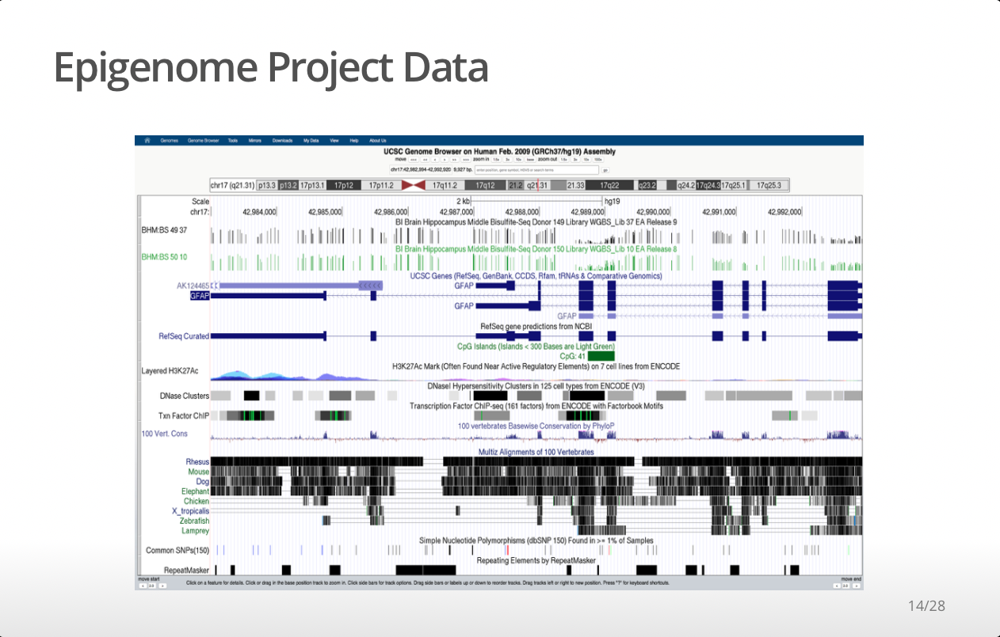 Epigenome Project Data
Genomes Genome Browser Tools Mirrors Downloads My Data View Help About Us
UCSC Genome Browser on Human Feb. 2009 (GRCh37/hg19) Assembly
move <<< << < > >> >>> zoom in 1.5x 3x 10x base zoom out 1.5x 3x 10x 100x
chr17:42,982,994-42,992,920 9,927 bp. enter position, gene symbol, HGVS or search terms go
chr17 (q21.31) p13.3 p13.2 17p13.1 17p12 17p11.2 17q11.2 17q12 21.2 q21.31 21.33 17q22 q23.2 q24.2 17q24.3 17q25.1 17q25.3
Scale 2 kb hg19
chr17: 42,984,000 42,985,000 42,986,000 42,987,000 42,988,000 42,989,000 42,990,000 42,991,000 42,992,000
BI Brain Hippocampus Middle Bisulfite-Seq Donor 149 Library WGBS_Lib 37 EA Release 9
BHM:BS 49 37
BI Brain Hippocampus Middle Bisulfite-Seq Donor 150 Library WGBS_Lib 10 EA Release 8
BHM:BS 50 10
UCSC Genes (RefSeq, GenBank, CCDS, Rfam, tRNAs & Comparative Genomics)
AK124465 GFAP
GFAP
GFAP
GFAP
RefSeq gene predictions from NCBI
RefSeq Curated
CpG Islands (Islands < 300 Bases are Light Green)
CpG: 41
H3K27Ac Mark (Often Found Near Active Regulatory Elements) on 7 cell lines from ENCODE
Layered H3K27Ac
DNaseI Hypersensitivity Clusters in 125 cell types from ENCODE (V3)
DNase Clusters
Transcription Factor ChIP-seq (161 factors) from ENCODE with Factorbook Motifs
Txn Factor ChIP
100 vertebrates Basewise Conservation by PhyloP
100 Vert. Cons
Multiz Alignments of 100 Vertebrates
Rhesus
Mouse
Dog
Elephant
Chicken
X_tropicalis
Zebrafish
Lamprey
Simple Nucleotide Polymorphisms (dbSNP 150) Found in >= 1% of Samples
Common SNPs(150)
Repeating Elements by RepeatMasker
RepeatMasker
move start move end
Click on a feature for details. Click or drag in the base position track to zoom in. Click side bars for track options. Drag side bars or labels up or down to reorder tracks. Drag tracks left or right to new position. Press "?" for keyboard shortcuts.
< 2.0 > < 2.0 >
14/28